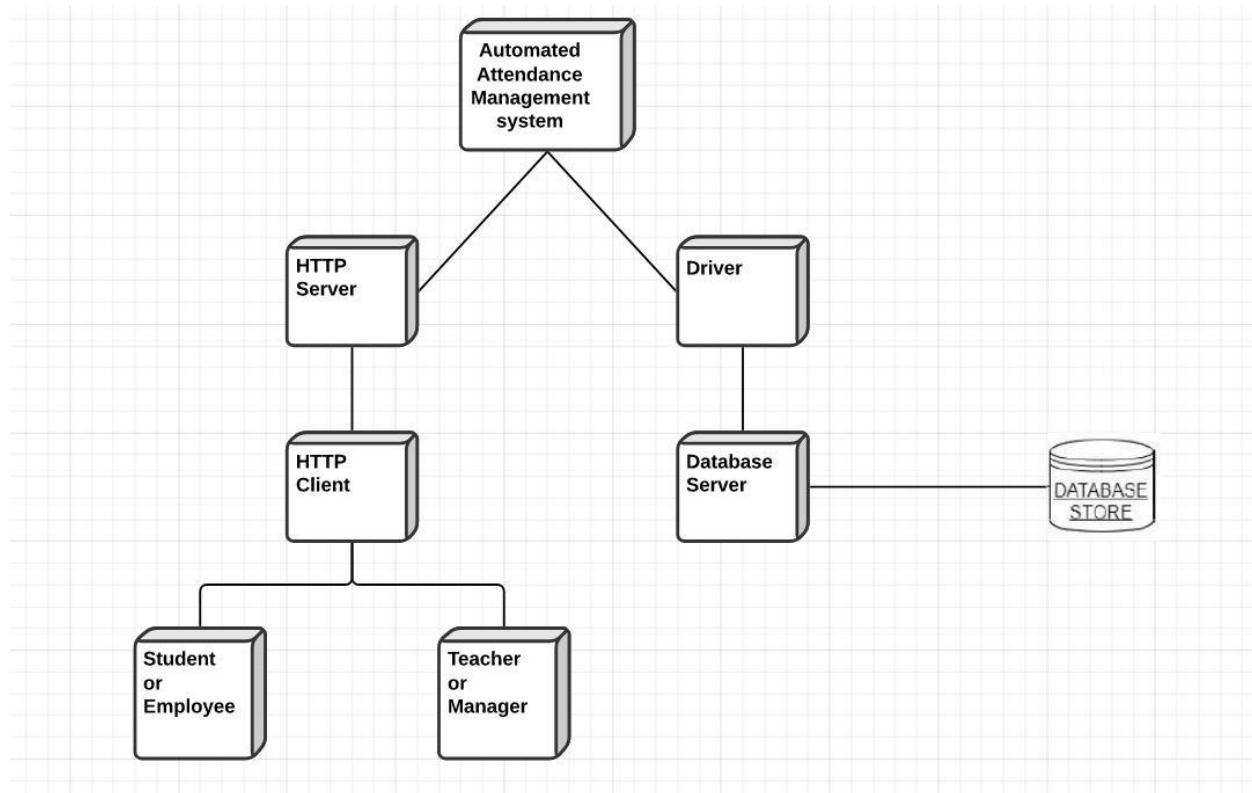 Automated
Attendance
Management
system
HTTP
Server
Driver
HTTP
Client
Database
Server
DATABASE
STORE
Student
or
Employee
Teacher
or
Manager